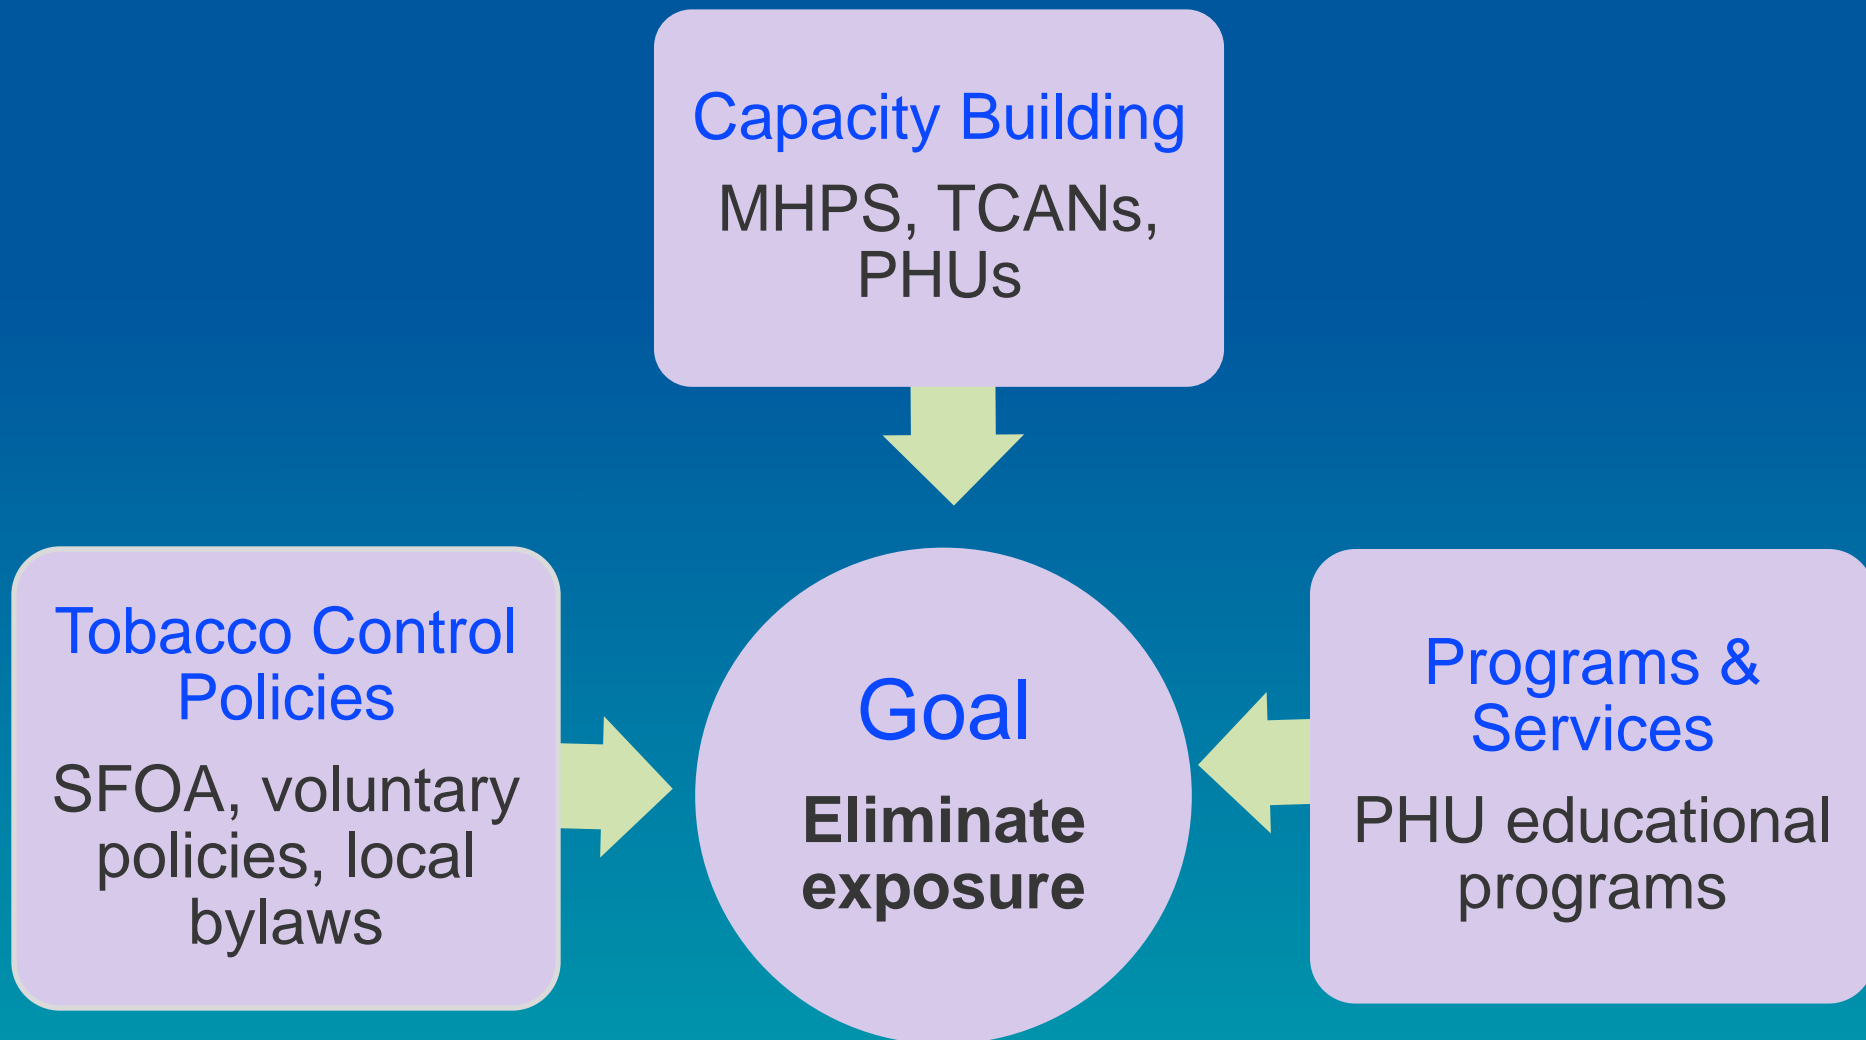 Capacity Building
MHPS, TCANs,
PHUs
Tobacco Control
Policies
SFOA, voluntary
policies, local
bylaws
Goal
Eliminate
exposure
Programs &
Services
PHU educational
programs